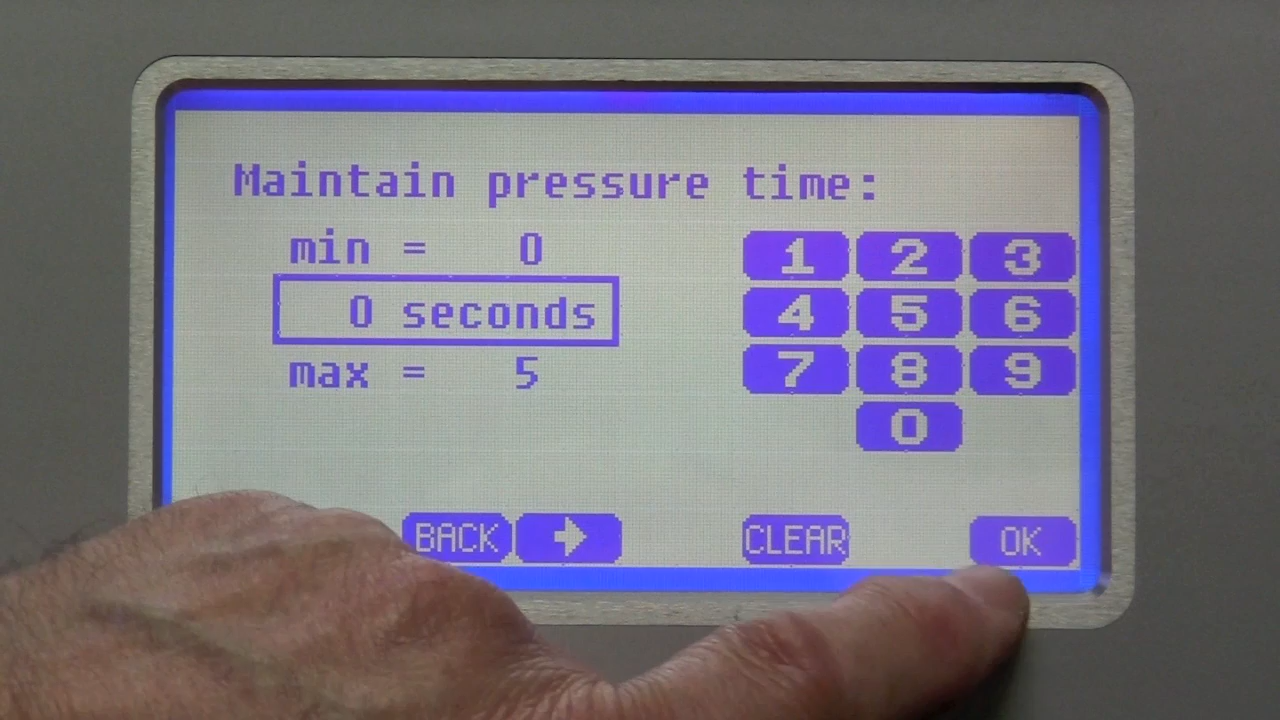 Maintain pressure time:
min = 0
0 seconds
max = 5
1 2 3
4 5 6
7 8 9
0
BACK CLEAR OK